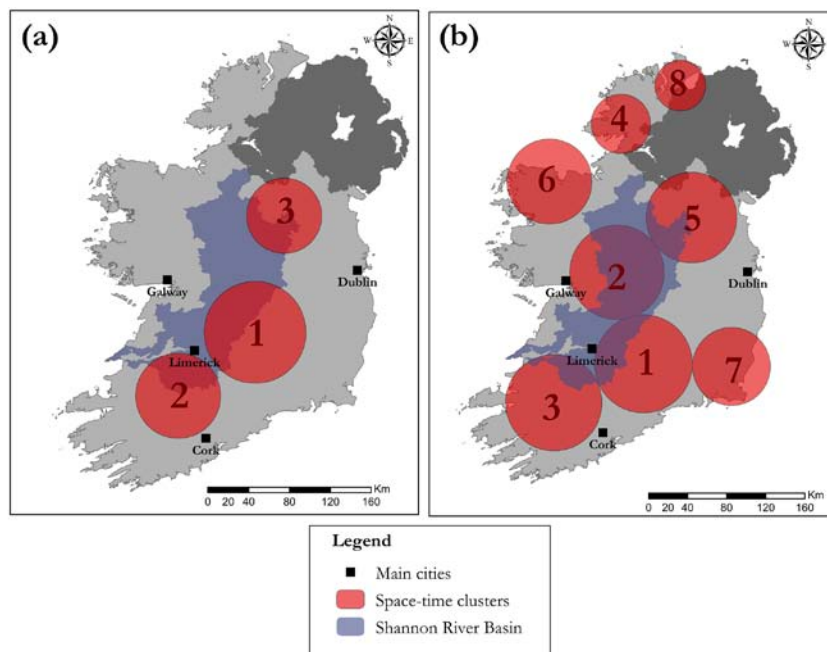 (a)
N
W E
S
3
1
2
Galway
Dublin
Limerick
Cork
Km
0 20 40 80 120 160
(b)
N
W E
S
8
4
6
5
2
Galway
Dublin
Limerick
1
7
3
Cork
Km
0 20 40 80 120 160
Legend
Main cities
Space-time clusters
Shannon River Basin